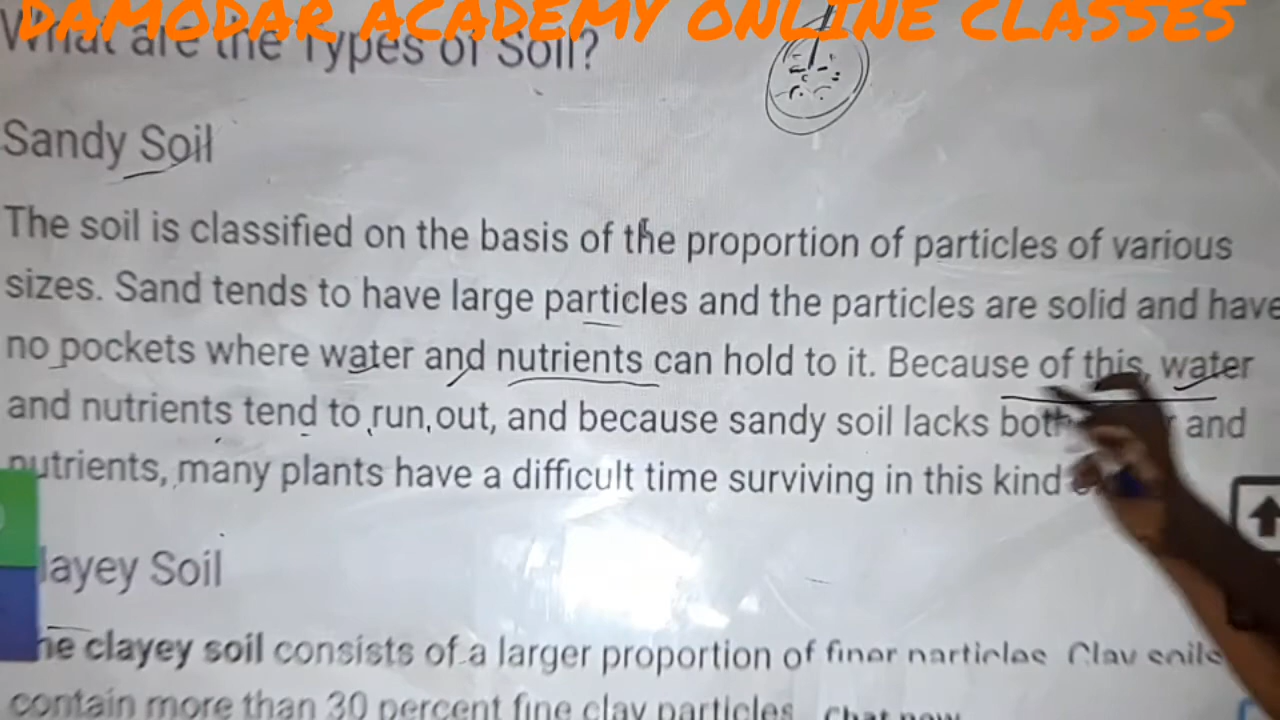 DAMODAR ACADEMY ONLINE CLASSES
What are the Types of Soil?
Sandy Soil
The soil is classified on the basis of the proportion of particles of various
sizes. Sand tends to have large particles and the particles are solid and have
no pockets where water and nutrients can hold to it. Because of this, water
and nutrients tend to run out, and because sandy soil lacks both and
nutrients, many plants have a difficult time surviving in this kind
layey Soil
he clayey soil consists of a larger proportion of finer particles. Clay soils
contain more than 30 percent fine clay particles. Chat now